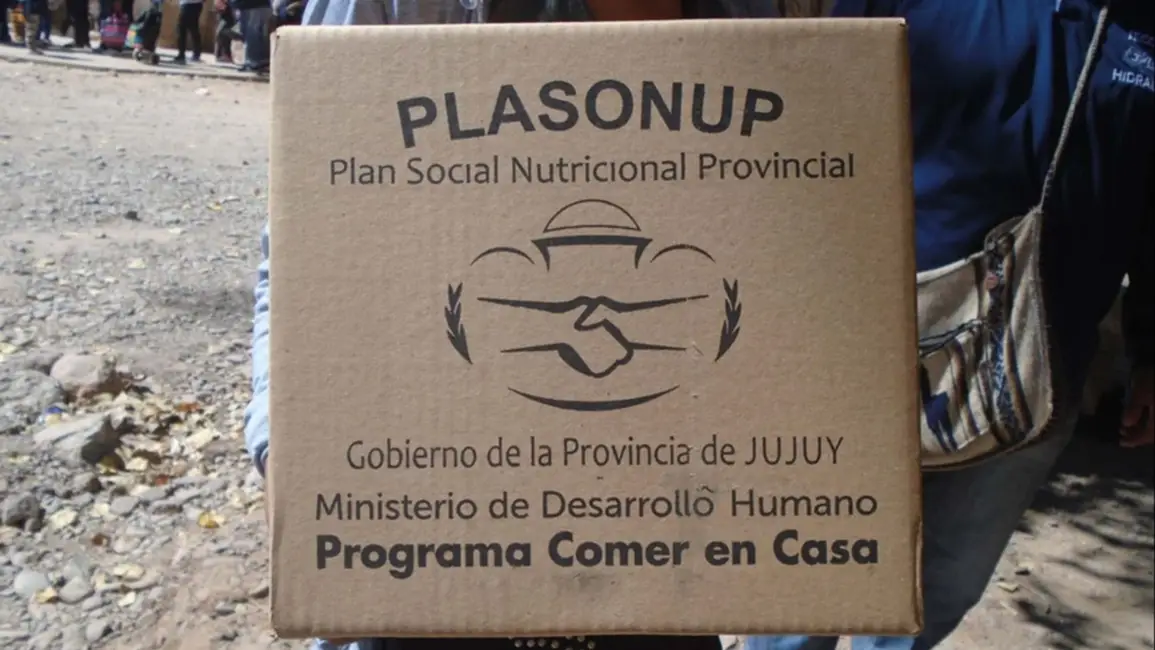 PLASONUP
Plan Social Nutricional Provincial
Gobierno de la Provincia de JUJUY
Ministerio de Desarrollo Humano
Programa Comer en Casa